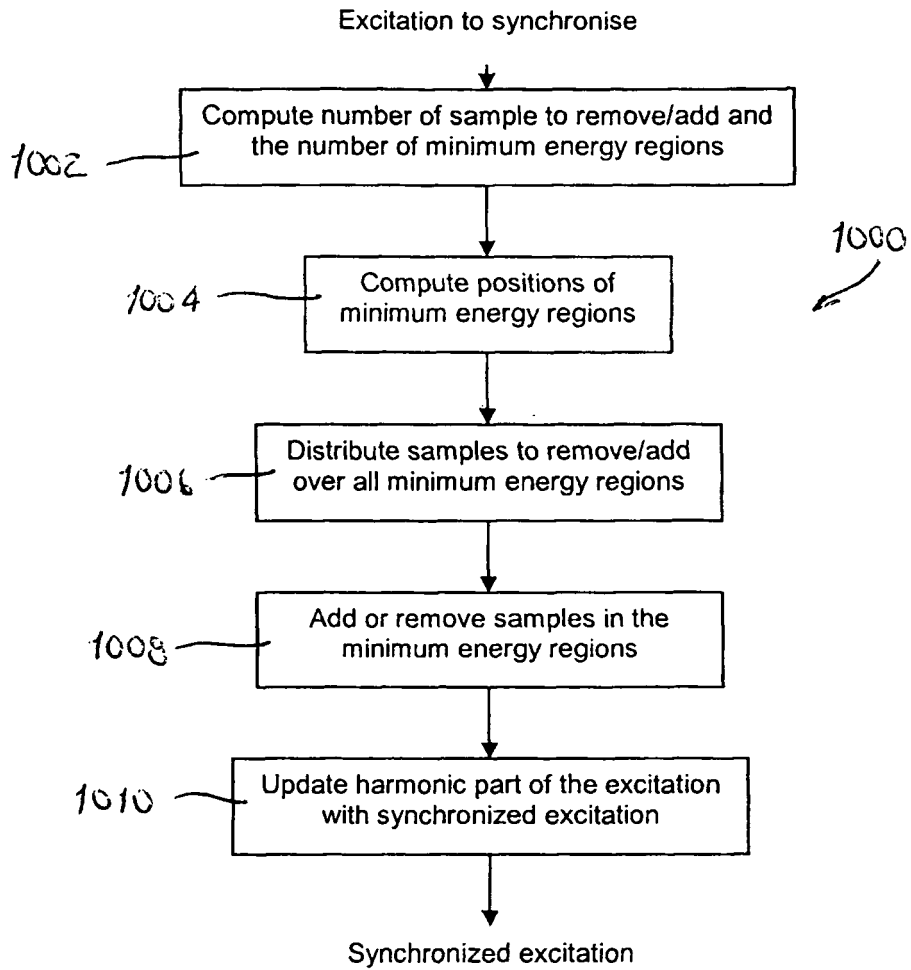 Excitation to synchronise
Compute number of sample to remove/add and
the number of minimum energy regions
1002
1000
Compute positions of
minimum energy regions
1004
Distribute samples to remove/add
over all minimum energy regions
1006
Add or remove samples in the
minimum energy regions
1008
Update harmonic part of the excitation
with synchronized excitation
1010
Synchronized excitation